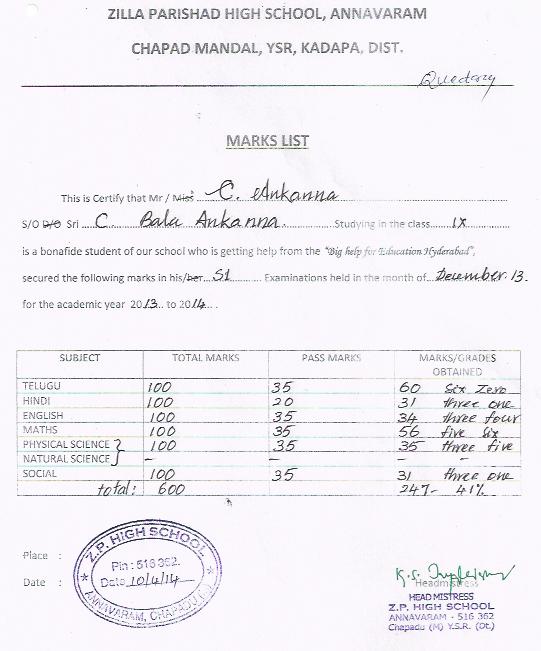 ZILLA PARISHAD HIGH SCHOOL, ANNAVARAM
CHAPAD MANDAL, YSR, KADAPA, DIST.
MARKS LIST
This is Certify that Mr / Miss C. Ankanna
S/O D/O Sri C Bala Ankanna Studying in the class IX
is a bonafide student of our school who is getting help from the "Big help for Education Hyderabad",
secured the following marks in his/her S1 Examinations held in the month of December 13.
for the academic year 2013 to 2014
SUBJECT TOTAL MARKS PASS MARKS MARKS/GRADES OBTAINED
TELUGU 100 35 60 Six Zero
HINDI 100 20 31 three one
ENGLISH 100 35 34 three four
MATHS 100 35 56 five six
PHYSICAL SCIENCE 100 35 35 three five
NATURAL SCIENCE - - - -
SOCIAL 100 35 31 three one
total: 600 247- 41%
Place :
Date :
Z.P. HIGH SCHOOL
Pin : 516 362.
Date 10/4/14
ANNAVARAM, CHAPADU
Headmistress
HEAD MISTRESS
Z.P. HIGH SCHOOL
ANNAVARAM - 516 362
Chapadu (M) Y.S.R. (Dt.)